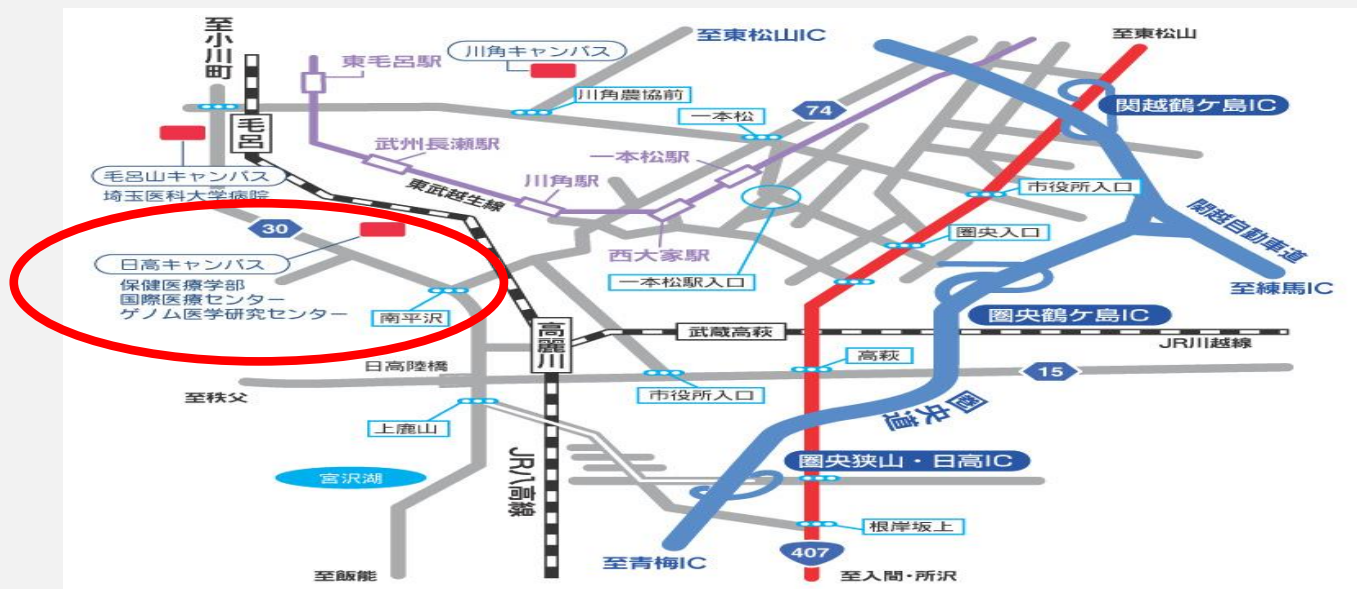 至小川町
東毛呂駅
川角キャンパス
至東松山IC
至東松山
川角農協前
74
関越鶴ケ島IC
毛呂
一本松
武州長瀬駅
一本松駅
毛呂山キャンパス
埼玉医科大学病院
東武越生線
川角駅
市役所入口
30
圏央入口
関越自動車道
西大家駅
日高キャンパス
一本松駅入口
保健医療学部
国際医療センター
ゲノム医学研究センター
至練馬IC
南平沢
高麗川
武蔵高萩
圏央鶴ケ島IC
JR川越線
日高陸橋
高萩
15
至秩父
市役所入口
圏央道
上鹿山
宮沢湖
JR八高線
圏央狭山・日高IC
根岸坂上
407
至青梅IC
至飯能
至入間・所沢